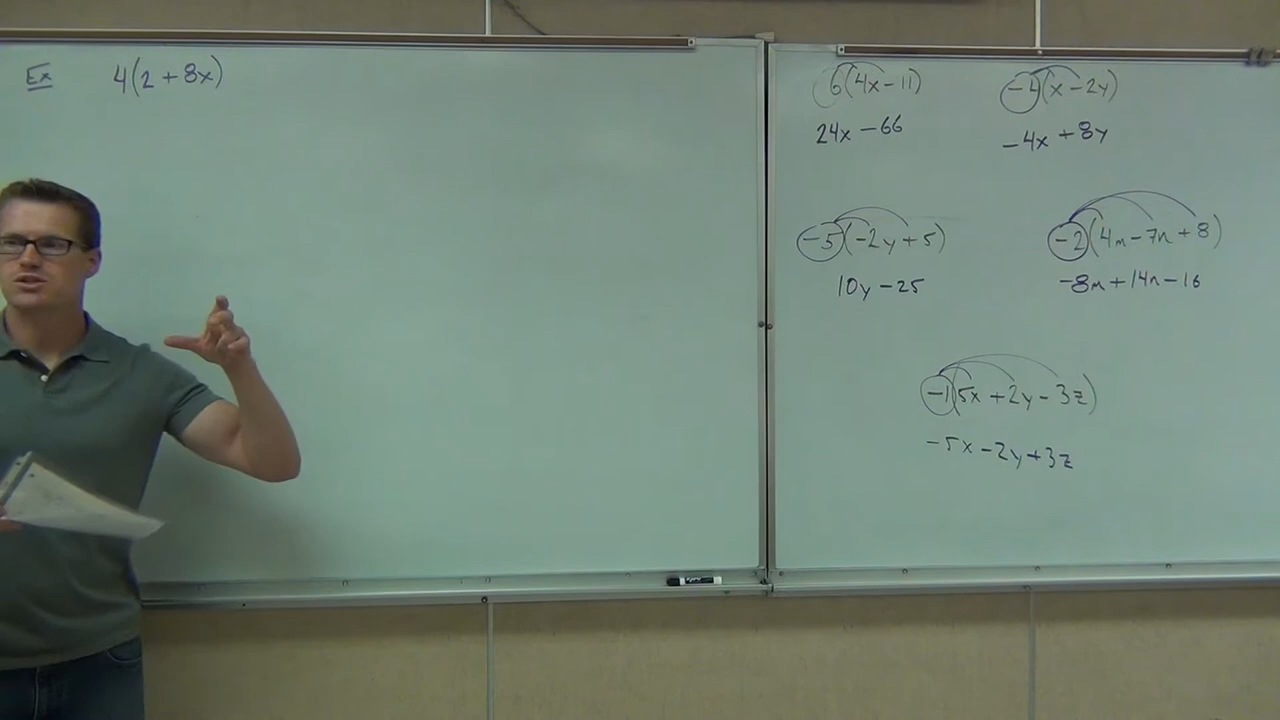 Ex 4(2 + 8x)
6(4x - 11)
24x - 66
-4(x - 2y)
-4x + 8y
-5(-2y + 5)
10y - 25
-2(4m - 7n + 8)
-8m + 14n - 16
-1(5x + 2y - 3z)
-5x - 2y + 3z